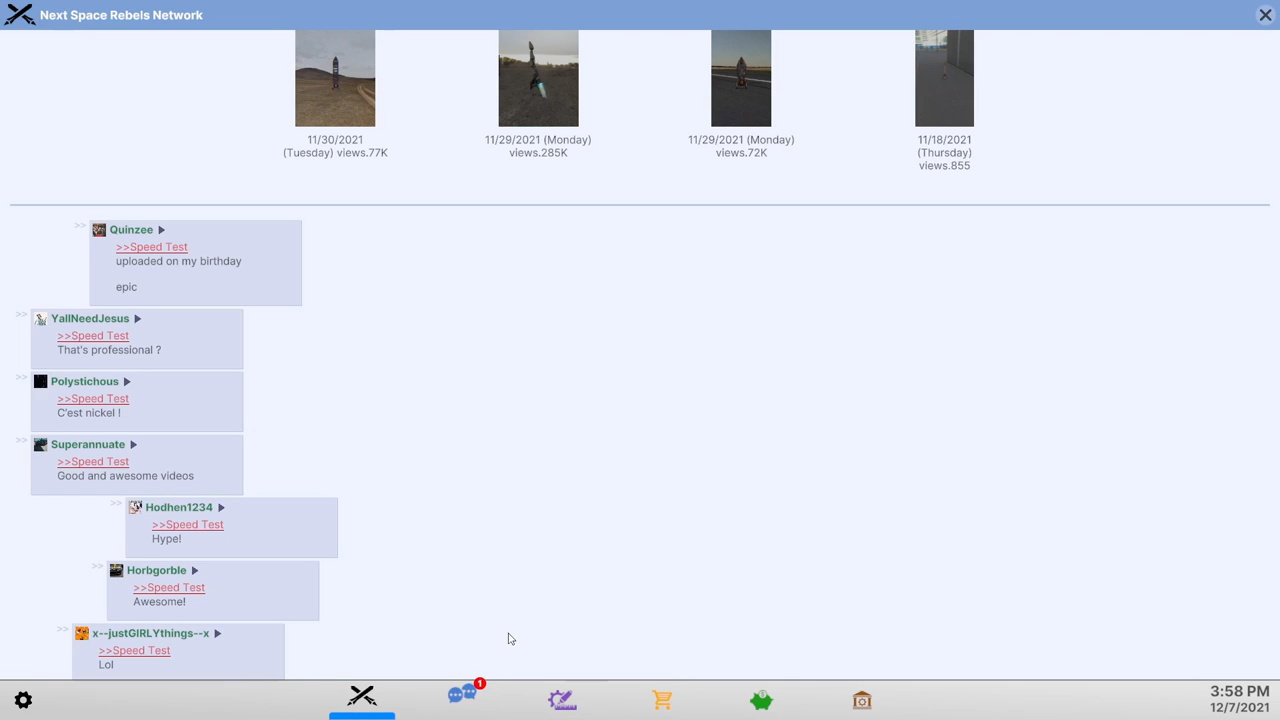 Next Space Rebels Network
11/30/2021
(Tuesday) views.77K
11/29/2021 (Monday)
views.285K
11/29/2021 (Monday)
views.72K
11/18/2021
(Thursday)
views.855
>> Quinzee
>>Speed Test
uploaded on my birthday
epic
>> YallNeedJesus
>>Speed Test
That's professional ?
>> Polystichous
>>Speed Test
C'est nickel !
>> Superannuate
>>Speed Test
Good and awesome videos
>> Hodhen1234
>>Speed Test
Hype!
>> Horbgorble
>>Speed Test
Awesome!
>> x--justGIRLYthings--x
>>Speed Test
Lol
1
3:58 PM
12/7/2021